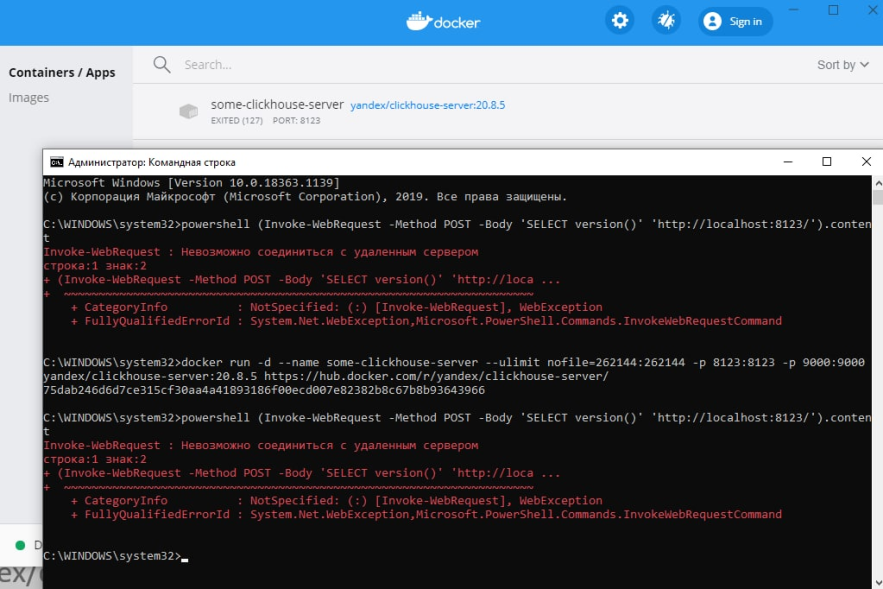 docker
Sign in
Containers / Apps
Images
Search...
Sort by
some-clickhouse-server yandex/clickhouse-server:20.8.5
EXITED (127) PORT: 8123
Администратор: Командная строка
Microsoft Windows [Version 10.0.18363.1139]
(c) Корпорация Майкрософт (Microsoft Corporation), 2019. Все права защищены.
C:\WINDOWS\system32>powershell (Invoke-WebRequest -Method POST -Body 'SELECT version()' 'http://localhost:8123/').conten
t
Invoke-WebRequest : Невозможно соединиться с удаленным сервером
строка:1 знак:2
+ (Invoke-WebRequest -Method POST -Body 'SELECT version()' 'http://loca ...
+ ~~~~~~~~~~~~~~~~~~~~~~~~~~~~~~~~~~~~~~~~~~~~~~~~~~~~~~~~~~~~~~~~~~~~~
+ CategoryInfo : NotSpecified: (:) [Invoke-WebRequest], WebException
+ FullyQualifiedErrorId : System.Net.WebException,Microsoft.PowerShell.Commands.InvokeWebRequestCommand
C:\WINDOWS\system32>docker run -d --name some-clickhouse-server --ulimit nofile=262144:262144 -p 8123:8123 -p 9000:9000
yandex/clickhouse-server:20.8.5 https://hub.docker.com/r/yandex/clickhouse-server/
75dab246d6d7ce315cf30aa4a41893186f00ecd007e82382b8c67b8b93643966
C:\WINDOWS\system32>powershell (Invoke-WebRequest -Method POST -Body 'SELECT version()' 'http://localhost:8123/').conten
t
Invoke-WebRequest : Невозможно соединиться с удаленным сервером
строка:1 знак:2
+ (Invoke-WebRequest -Method POST -Body 'SELECT version()' 'http://loca ...
+ ~~~~~~~~~~~~~~~~~~~~~~~~~~~~~~~~~~~~~~~~~~~~~~~~~~~~~~~~~~~~~~~~~~~~~
+ CategoryInfo : NotSpecified: (:) [Invoke-WebRequest], WebException
+ FullyQualifiedErrorId : System.Net.WebException,Microsoft.PowerShell.Commands.InvokeWebRequestCommand
C:\WINDOWS\system32>